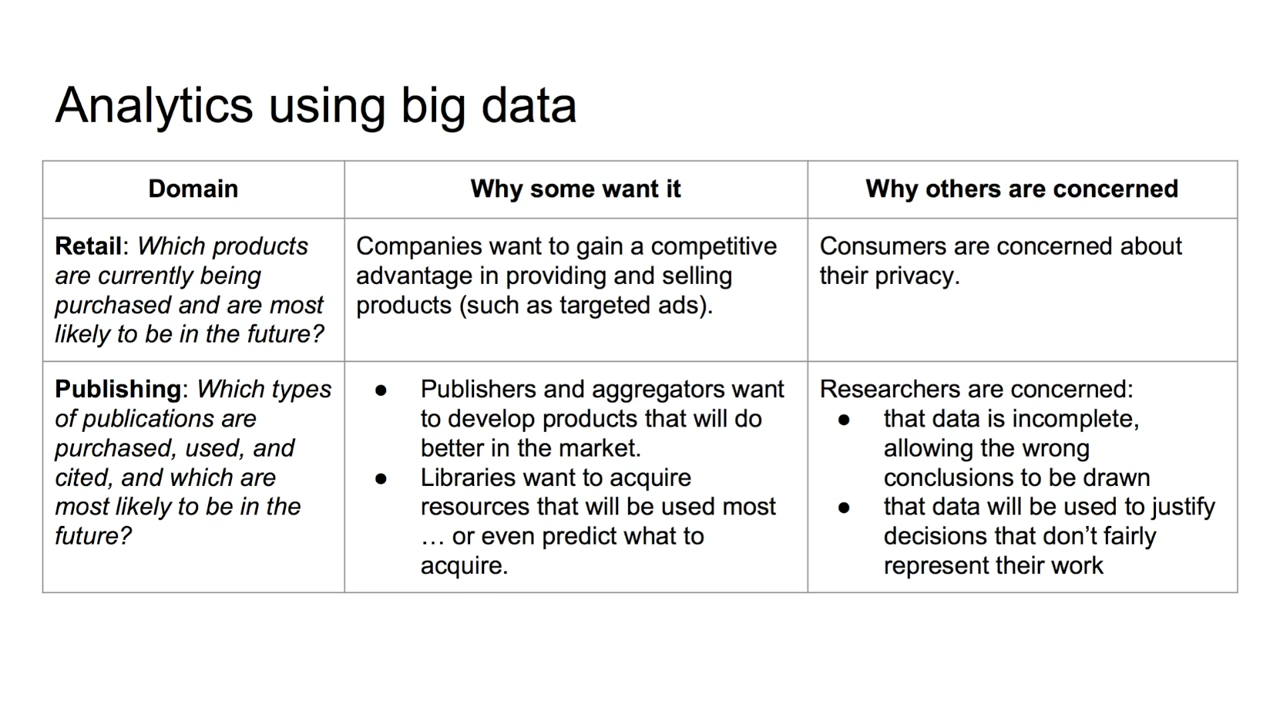 Analytics using big data
Domain
Why some want it
Why others are concerned
Retail: Which products
are currently being
purchased and are most
likely to be in the future?
Companies want to gain a competitive
advantage in providing and selling
products (such as targeted ads).
Consumers are concerned about
their privacy.
Publishing: Which types
of publications are
purchased, used, and
cited, and which are
most likely to be in the
future?
● Publishers and aggregators want
to develop products that will do
better in the market.
● Libraries want to acquire
resources that will be used most
… or even predict what to
acquire.
Researchers are concerned:
● that data is incomplete,
allowing the wrong
conclusions to be drawn
● that data will be used to justify
decisions that don’t fairly
represent their work